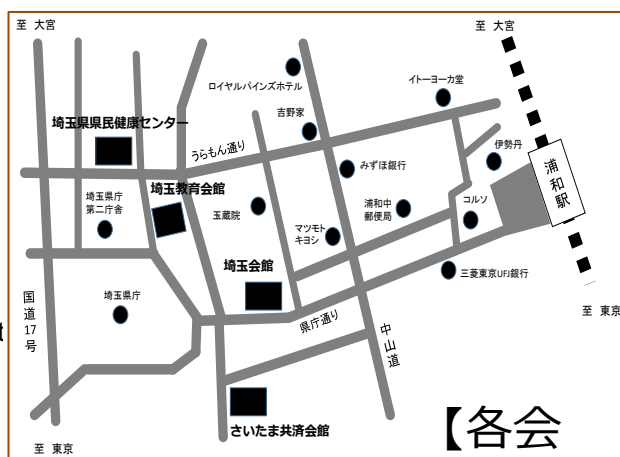 至 大宮
至 大宮
ロイヤルパインズホテル
イトーヨーカ堂
吉野家
埼玉県県民健康センター
うらもん通り
伊勢丹
浦和駅
みずほ銀行
埼玉教育会館
埼玉県庁
第二庁舎
玉蔵院
浦和中
郵便局
コルソ
マツモト
キヨシ
埼玉会館
三菱東京UFJ銀行
埼玉県庁
国道17号
県庁通り
中山道
至 東京
さいたま共済会館
【各会
至 東京